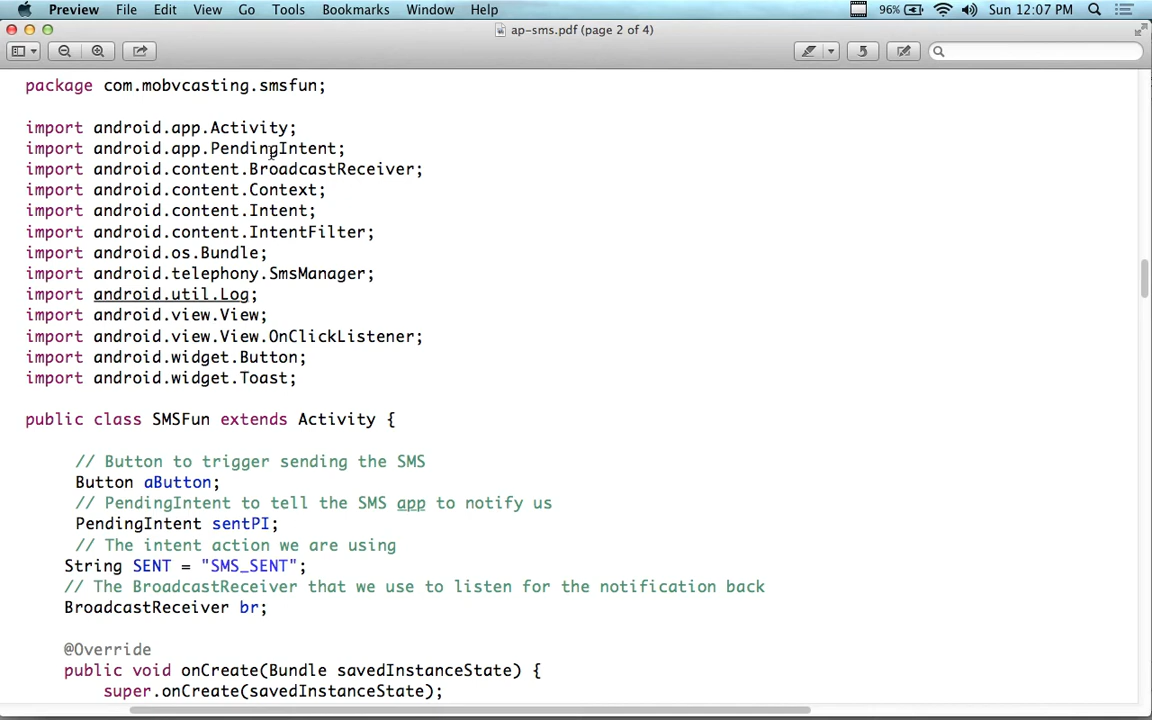 Preview File Edit View Go Tools Bookmarks Window Help 96% Sun 12:07 PM
ap-sms.pdf (page 2 of 4)
package com.mobvcasting.smsfun;
import android.app.Activity;
import android.app.PendingIntent;
import android.content.BroadcastReceiver;
import android.content.Context;
import android.content.Intent;
import android.content.IntentFilter;
import android.os.Bundle;
import android.telephony.SmsManager;
import android.util.Log;
import android.view.View;
import android.view.View.OnClickListener;
import android.widget.Button;
import android.widget.Toast;
public class SMSFun extends Activity {
// Button to trigger sending the SMS
Button aButton;
// PendingIntent to tell the SMS app to notify us
PendingIntent sentPI;
// The intent action we are using
String SENT = "SMS_SENT";
// The BroadcastReceiver that we use to listen for the notification back
BroadcastReceiver br;
@Override
public void onCreate(Bundle savedInstanceState) {
super.onCreate(savedInstanceState);